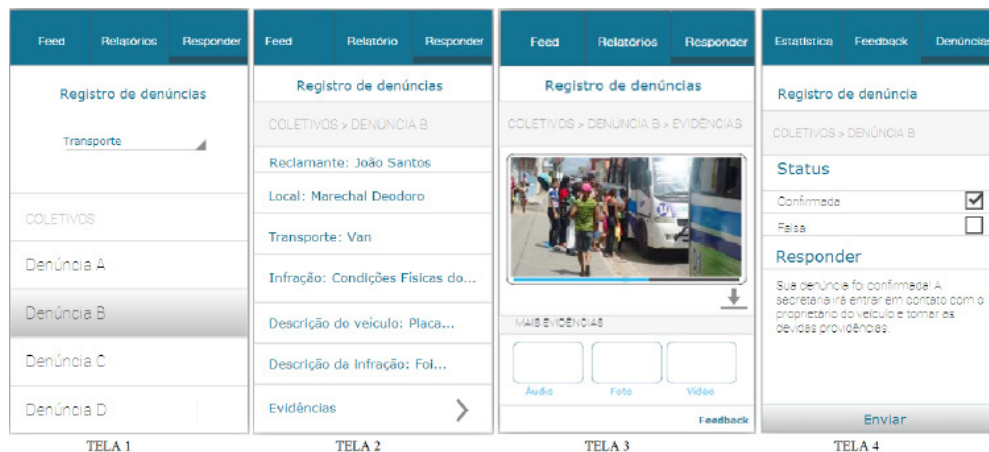 Feed Relatórios Responder
Registro de denúncias
Transporte
COLETIVOS
Denúncia A
Denúncia B
Denúncia C
Denúncia D
TELA 1
Feed Relatório Responder
Registro de denúncias
COLETIVOS > DENÚNCIA B
Reclamante: João Santos
Local: Marechal Deodoro
Transporte: Van
Infração: Condições Físicas do...
Descrição do veículo: Placa...
Descrição da infração: Foi...
Evidências
TELA 2
Feed Relatórios Responder
Registro de denúncias
COLETIVOS > DENÚNCIA B > EVIDÊNCIAS
MAIS EVIDÊNCIAS
Áudio Foto Vídeo
Feedback
TELA 3
Estatística Feedback Denúncias
Registro de denúncia
COLETIVOS > DENÚNCIA B
Status
Confirmada
Falsa
Responder
Sua denúncia foi confirmada! A
secretaria irá entrar em contato com o
proprietário do veículo e tomar as
devidas providências.
Enviar
TELA 4